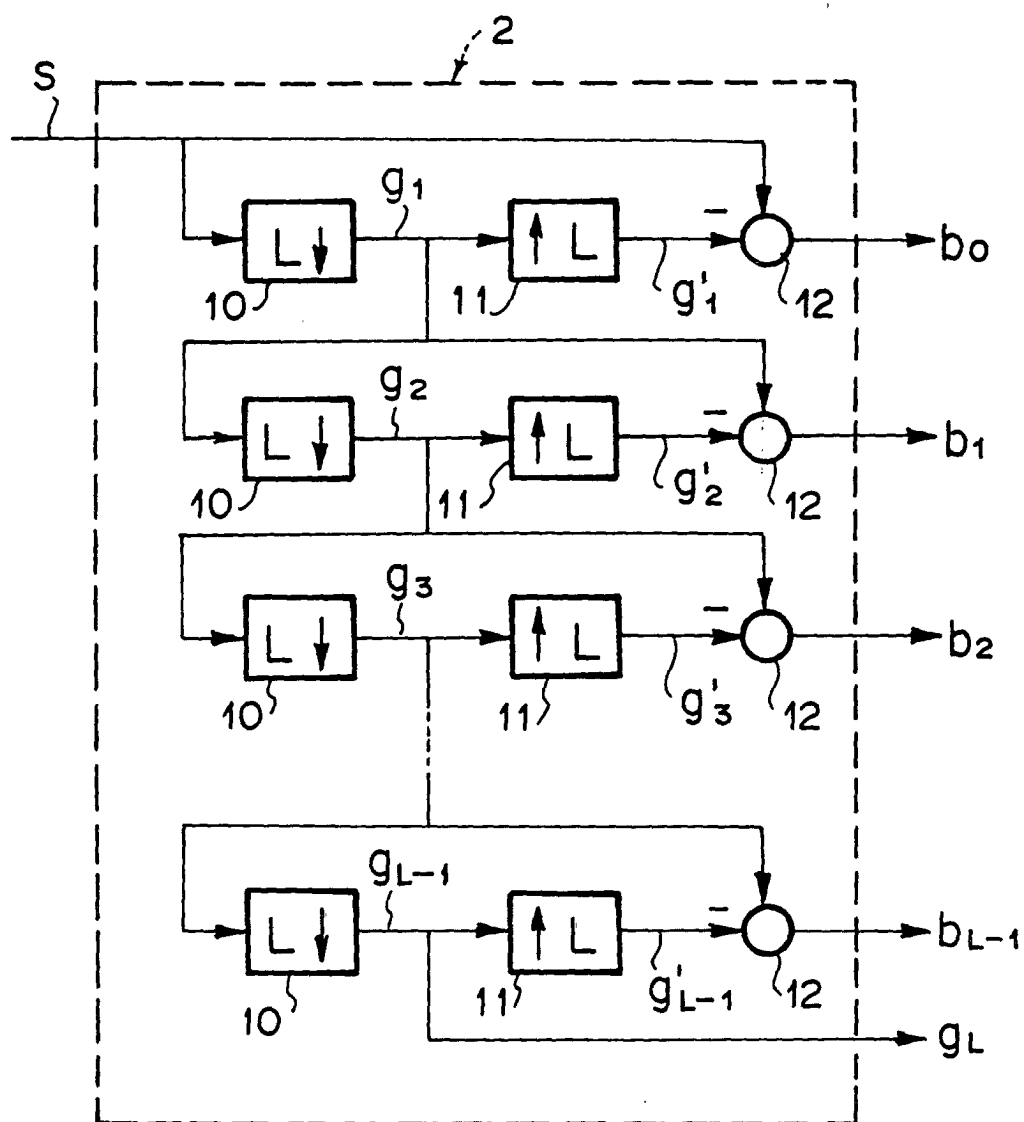 2
S
g1
L↓ ↑L − b0
10 11 g'1 12
g2
L↓ ↑L − b1
10 11 g'2 12
g3
L↓ ↑L − b2
10 11 g'3 12
gL−1
L↓ ↑L − bL−1
10 11 g'L−1 12
gL